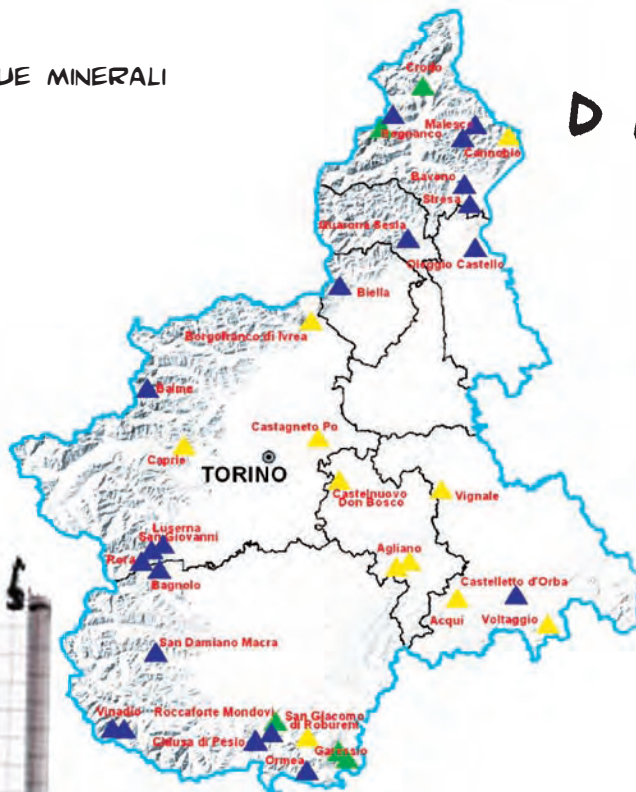 UE MINERALI
D
Crodo
Malesco
Bognanco
Cannobio
Baveno
Stresa
Quarona Sesia
Oleggio Castello
Biella
Borgofranco di Ivrea
Balme
Castagneto Po
Caprie
TORINO
Castelnuovo
Don Bosco
Vignale
Luserna
San Giovanni
Rorà
Bagnolo
Agliano
Castelletto d'Orba
Acqui
Voltaggio
San Damiano Macra
Vinadio
Roccaforte Mondovì
San Giacomo
di Roburent
Chiusa di Pesio
Garessio
Ormea